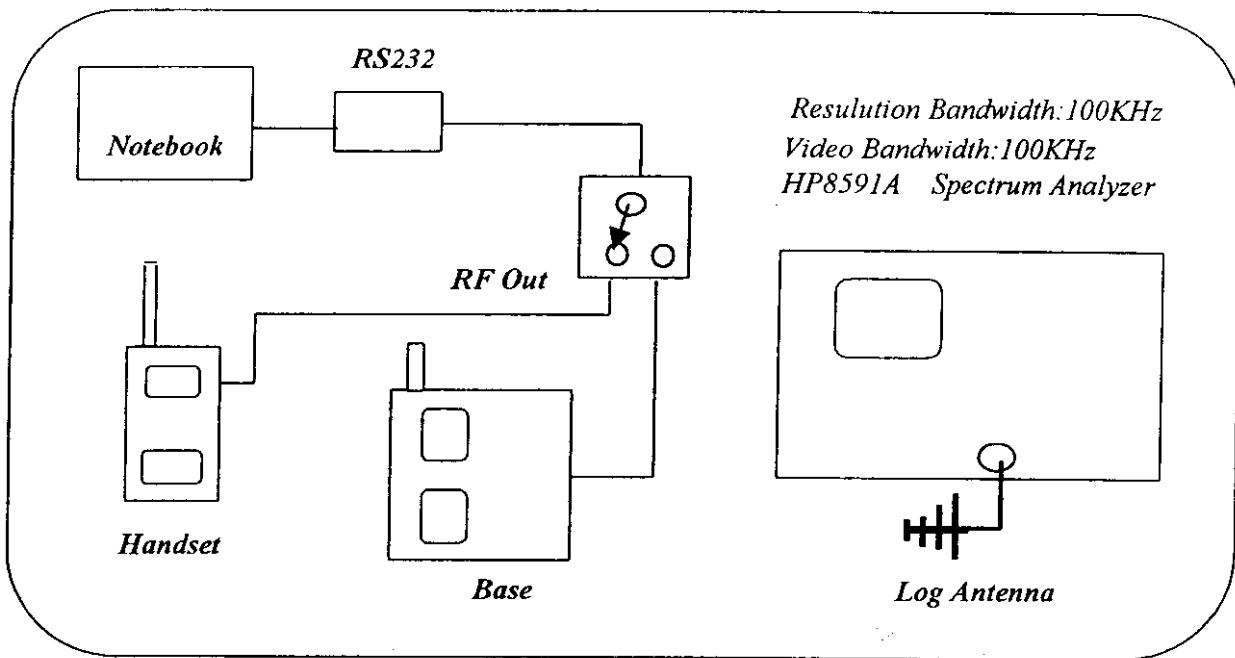 RS232
Notebook
Resulution Bandwidth:100KHz
Video Bandwidth:100KHz
HP8591A Spectrum Analyzer
RF Out
Handset
Base
Log Antenna